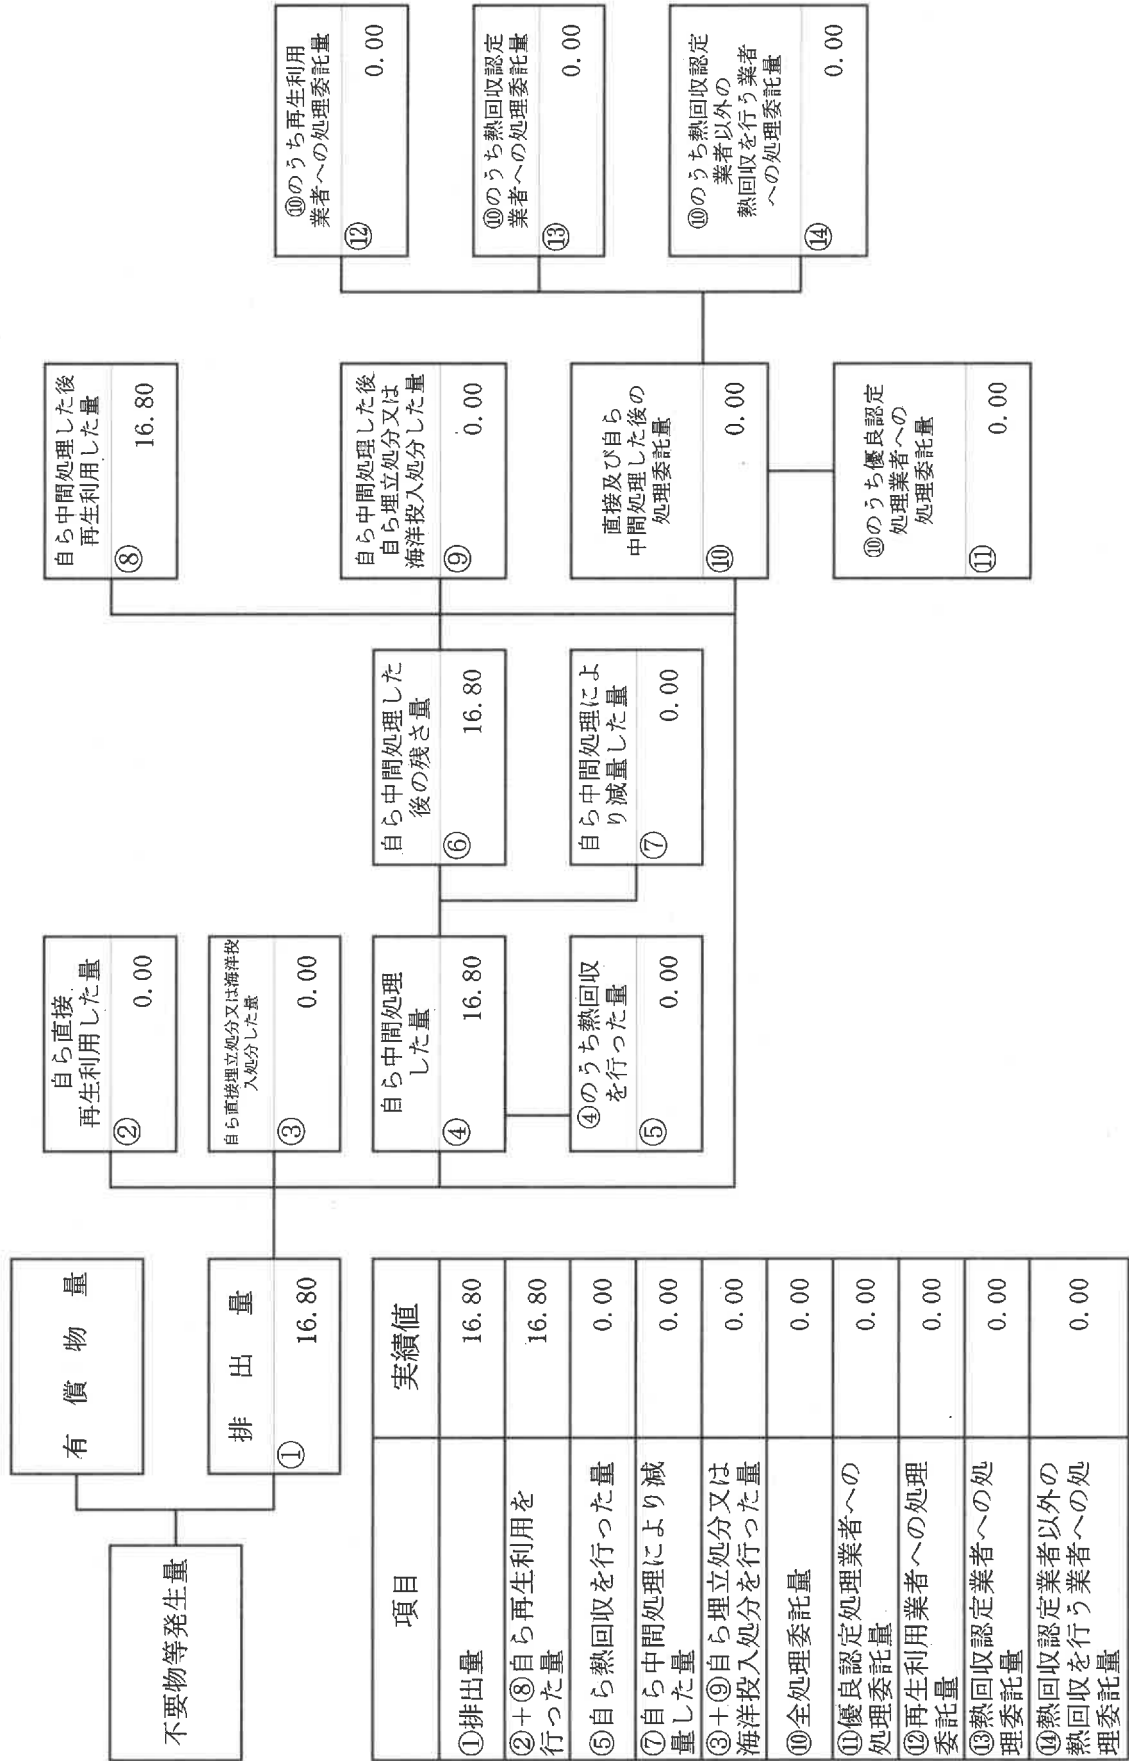 不要物等発生量
有償物量
排出量
① 16.80
自ら直接
再生利用した量
② 0.00
自ら直接埋立処分又は海洋投
入処分した量
③ 0.00
自ら中間処理
した量
④ 16.80
④のうち熱回収
を行った量
⑤ 0.00
自ら中間処理した
後の残さ量
⑥ 16.80
自ら中間処理によ
り減量した量
⑦ 0.00
自ら中間処理した後
再生利用した量
⑧ 16.80
自ら中間処理した後
自ら埋立処分又は
海洋投入処分した量
⑨ 0.00
直接及び自ら
中間処理した後の
処理委託量
⑩ 0.00
⑩のうち優良認定
処理業者への
処理委託量
⑪ 0.00
⑩のうち再生利用
業者への処理委託量
⑫ 0.00
⑩のうち熱回収認定
業者への処理委託量
⑬ 0.00
⑩のうち熱回収認定
業者以外の
熱回収を行う業者
への処理委託量
⑭ 0.00
項目 実績値
①排出量 16.80
②＋⑧自ら再生利用を
行った量 16.80
⑤自ら熱回収を行った量 0.00
⑦自ら中間処理により減
量した量 0.00
③＋⑨自ら埋立処分又は
海洋投入処分を行った量 0.00
⑩全処理委託量 0.00
⑪優良認定処理業者への
処理委託量 0.00
⑫再生利用業者への処理
委託量 0.00
⑬熱回収認定業者への処
理委託量 0.00
⑭熱回収認定業者以外の
熱回収を行う業者への処
理委託量 0.00